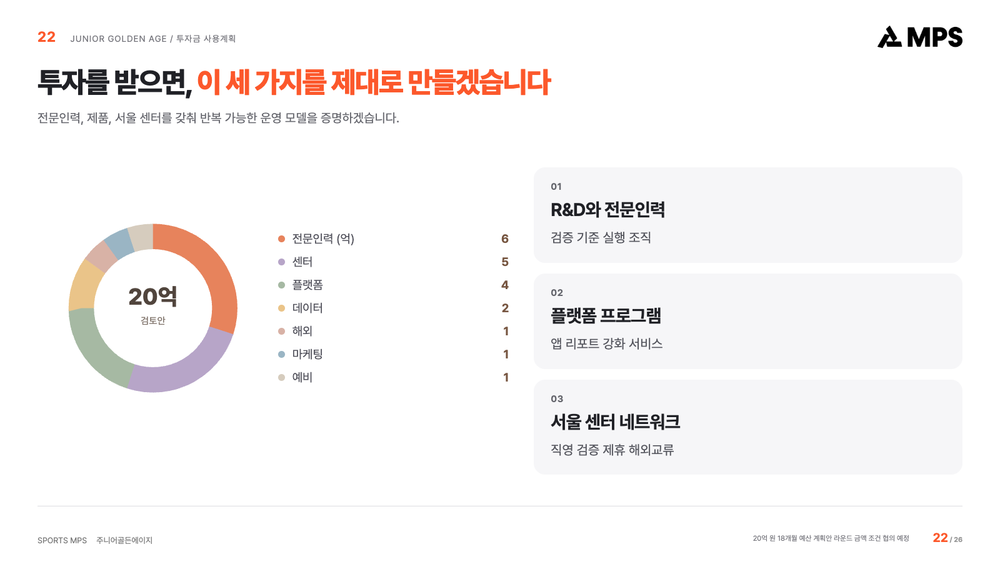 22 JUNIOR GOLDEN AGE / 투자금 사용계획
MPS
투자를 받으면, 이 세 가지를 제대로 만들겠습니다
전문인력, 제품, 서울 센터를 갖춰 반복 가능한 운영 모델을 증명하겠습니다.
20억
검토안
전문인력 (억) 6
센터 5
플랫폼 4
데이터 2
해외 1
마케팅 1
예비 1
01
R&D와 전문인력
검증 기준 실행 조직
02
플랫폼 프로그램
앱 리포트 강화 서비스
03
서울 센터 네트워크
직영 검증 제휴 해외교류
SPORTS MPS 주니어골든에이지
20억 원 18개월 예산 계획안 라운드 금액 조건 협의 예정
22 / 26